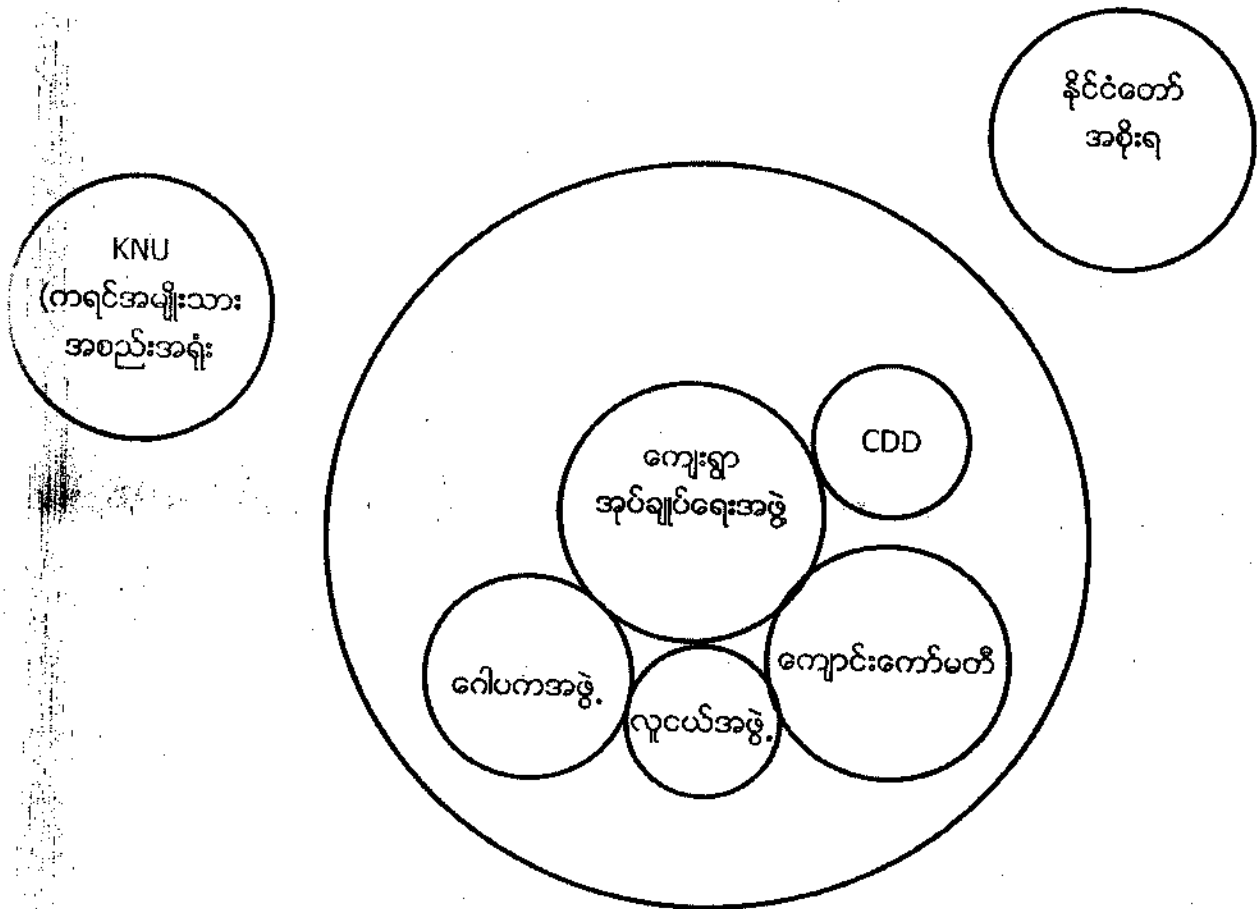 နိုင်ငံတော်
အစိုးရ
KNU
(ကရင်အမျိုးသား
အစည်းအရုံး
CDD
ကျေးရွာ
အုပ်ချုပ်ရေးအဖွဲ့
ကျောင်းကော်မတီ
ဂေါပကအဖွဲ့
လူငယ်အဖွဲ့